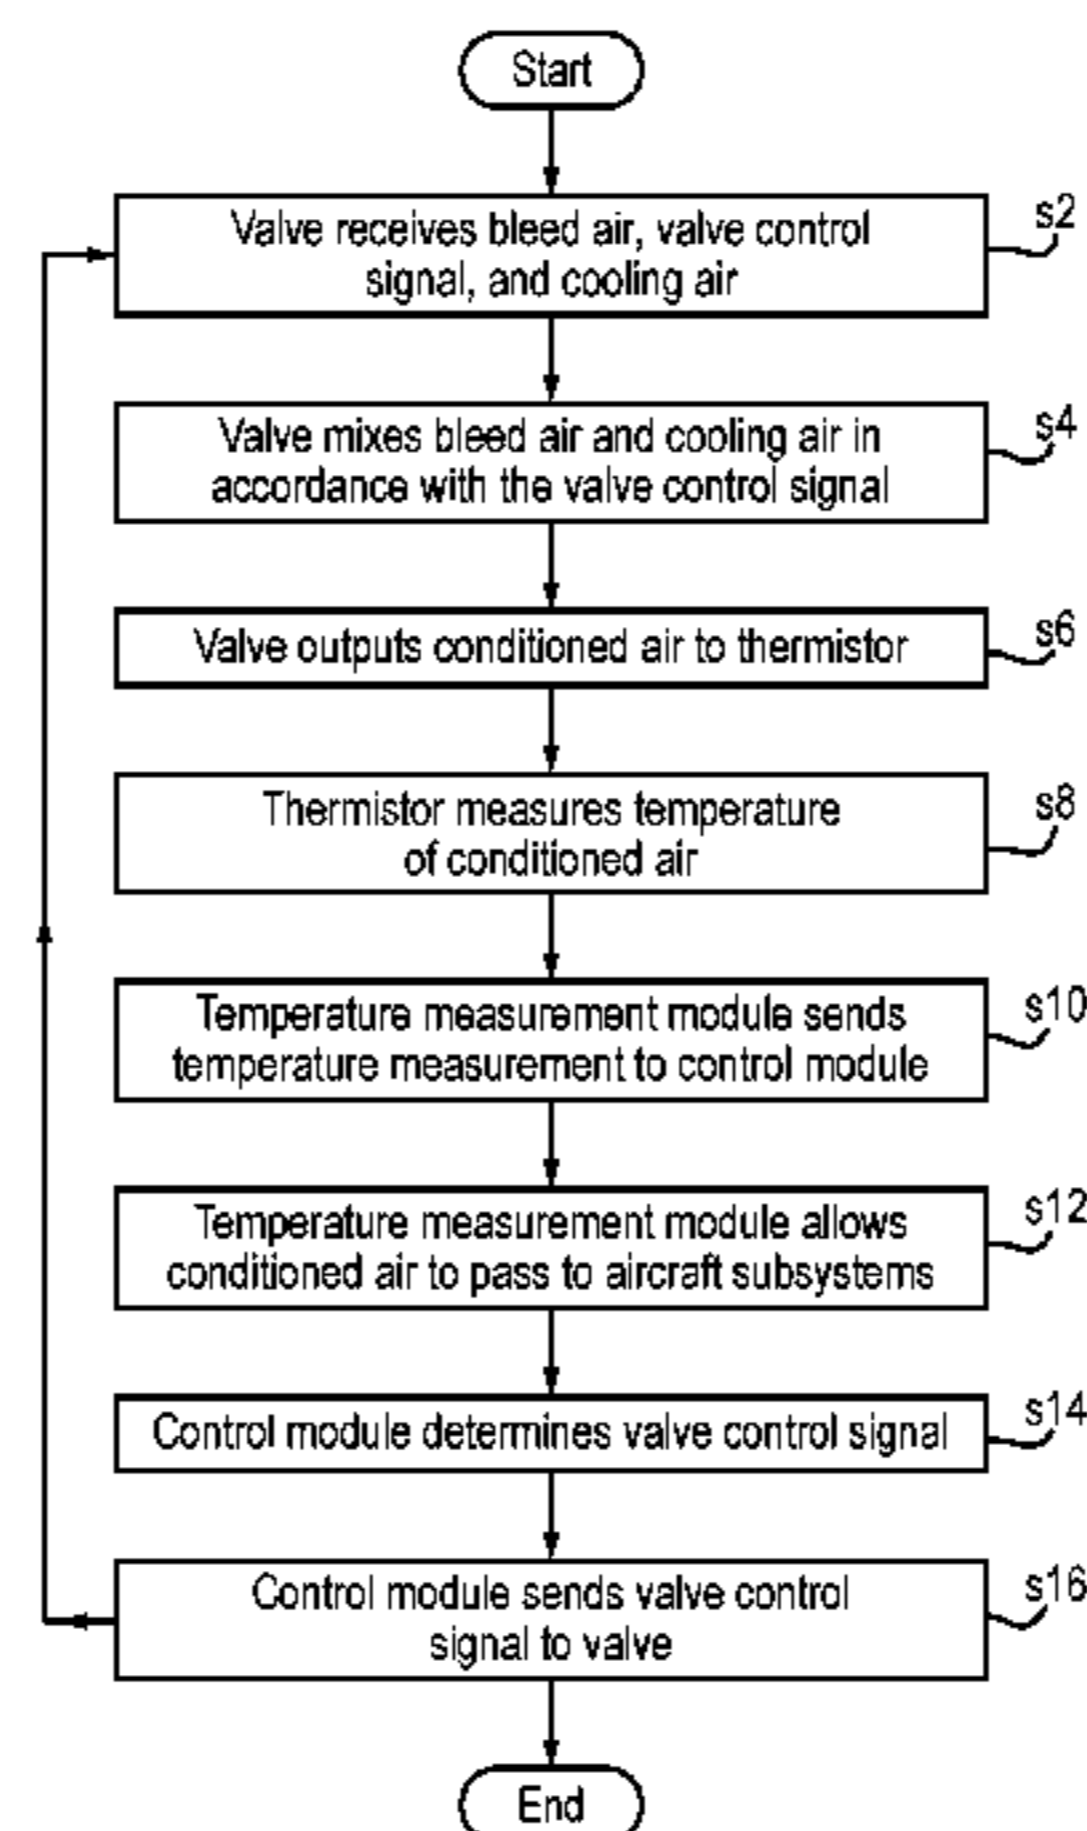 Start
Valve receives bleed air, valve control
signal, and cooling air
s2
Valve mixes bleed air and cooling air in
accordance with the valve control signal
s4
Valve outputs conditioned air to thermistor
s6
Thermistor measures temperature
of conditioned air
s8
Temperature measurement module sends
temperature measurement to control module
s10
Temperature measurement module allows
conditioned air to pass to aircraft subsystems
s12
Control module determines valve control signal
s14
Control module sends valve control
signal to valve
s16
End